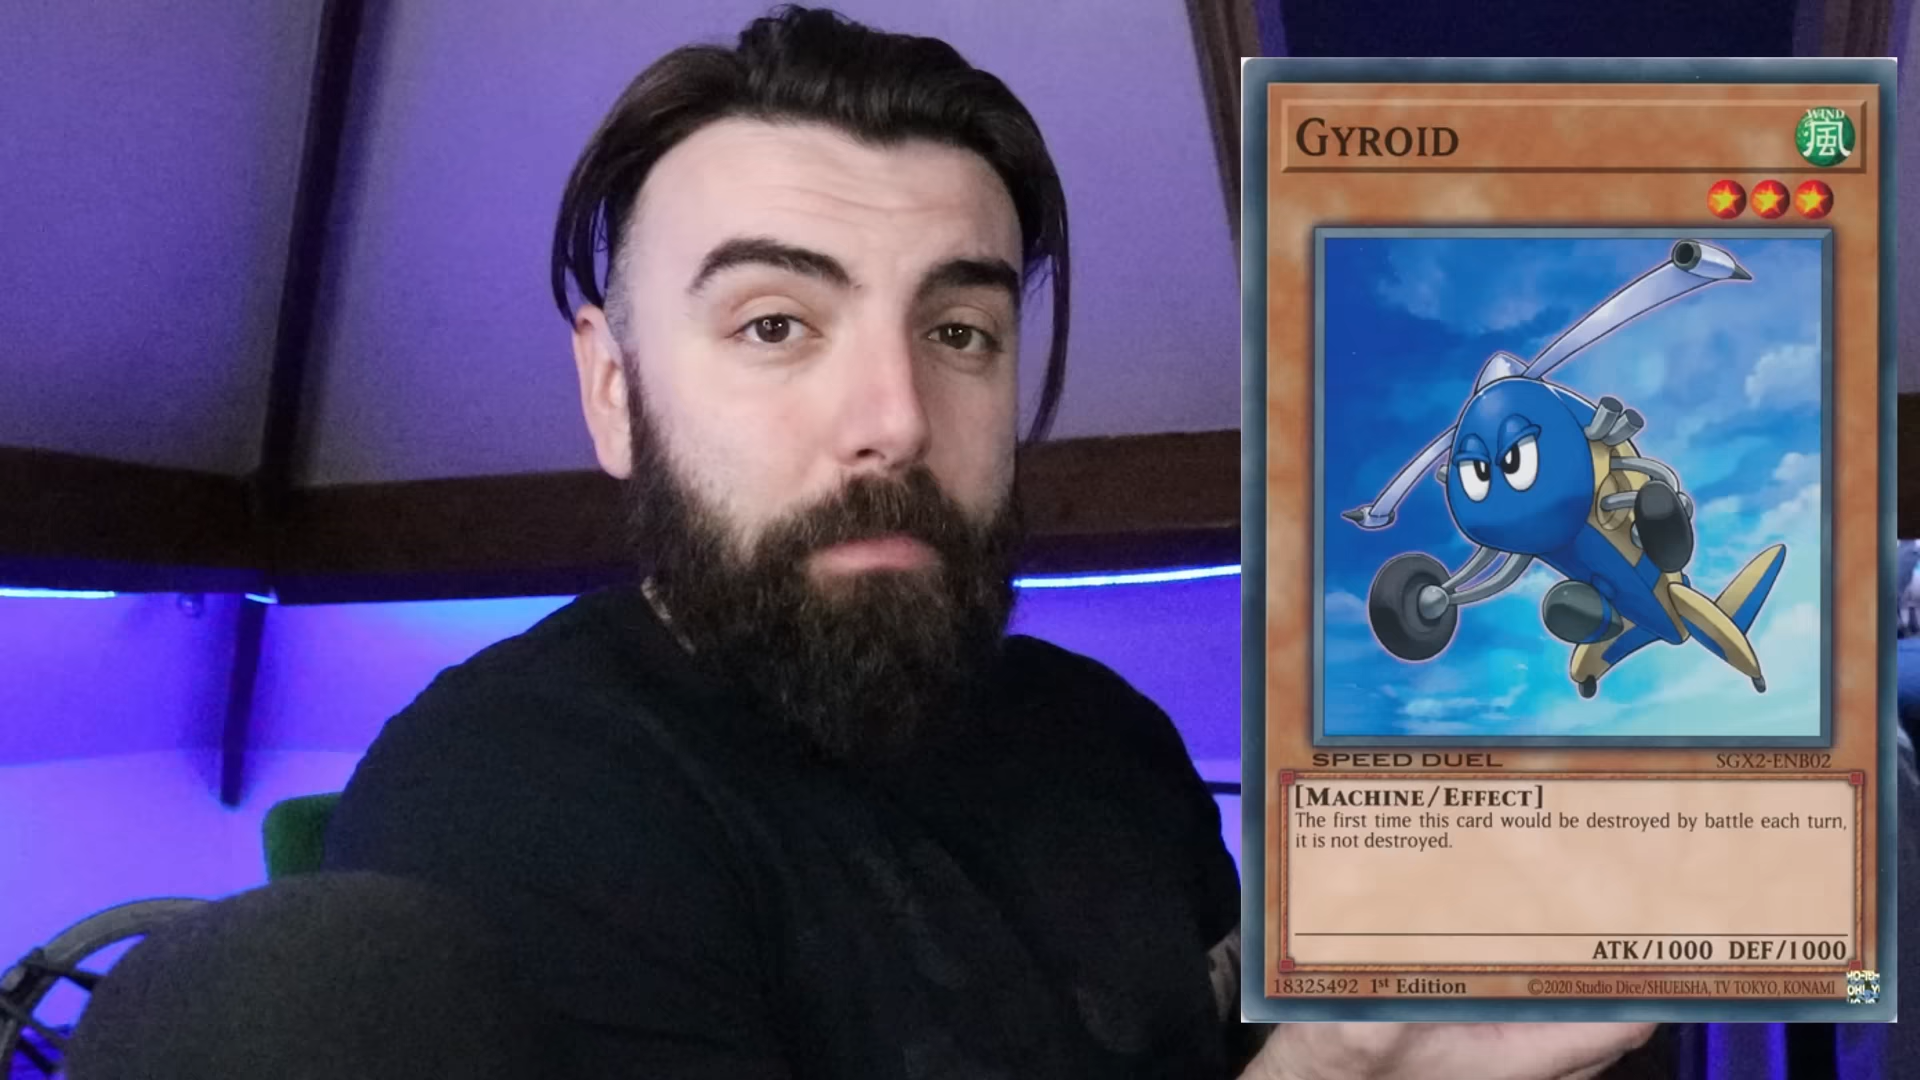 GYROID
WIND
風
SPEED DUEL
SGX2-ENB02
[MACHINE/EFFECT]
The first time this card would be destroyed by battle each turn,
it is not destroyed.
ATK/1000 DEF/1000
18325492 1st Edition
©2020 Studio Dice/SHUEISHA, TV TOKYO, KONAMI